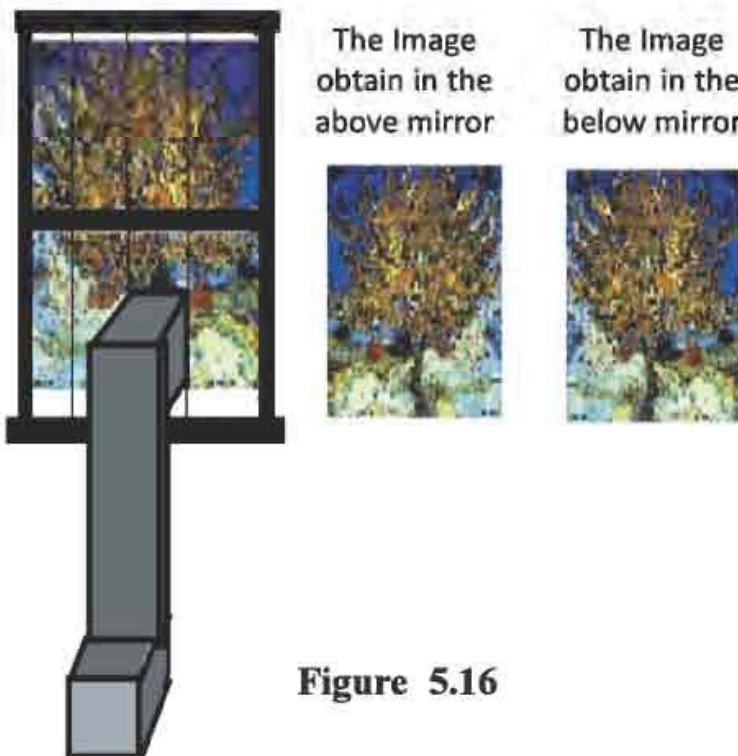 The Image
obtain in the
above mirror
The Image
obtain in the
below mirror
Figure 5.16